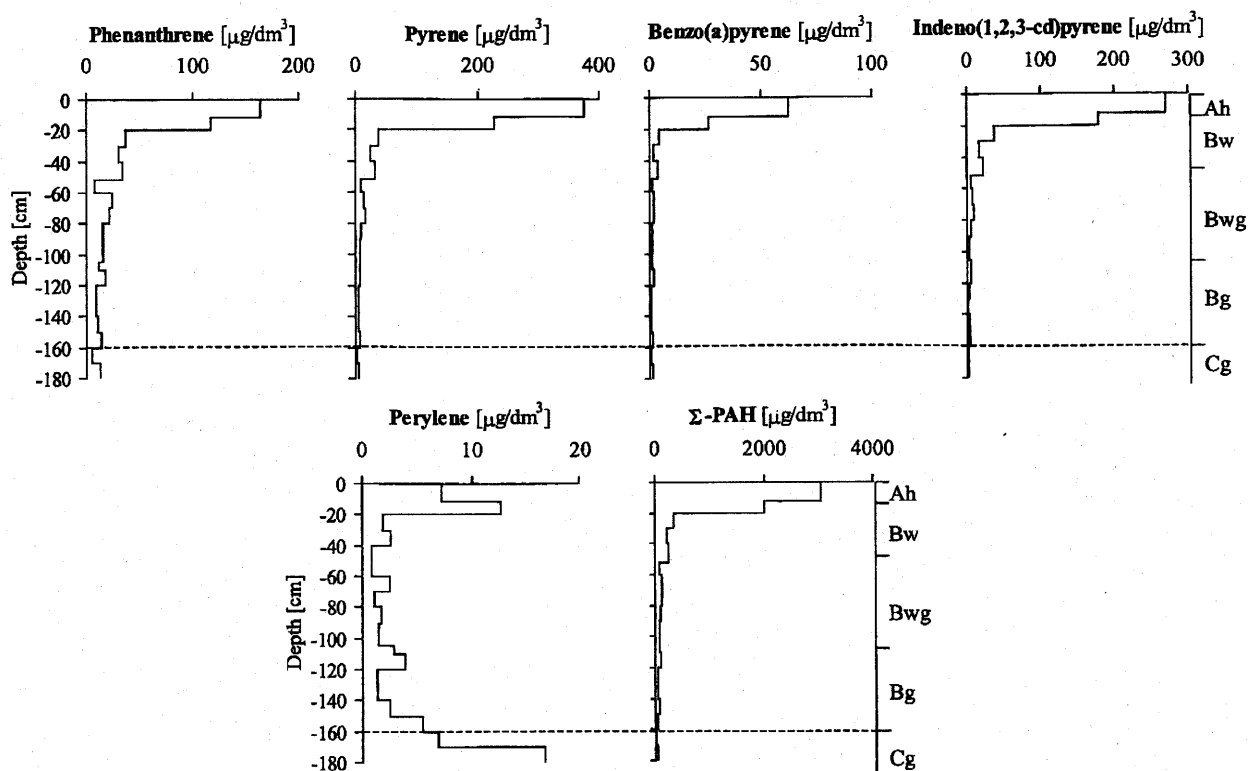 Phenanthrene [µg/dm³] Pyrene [µg/dm³] Benzo(a)pyrene [µg/dm³] Indeno(1,2,3-cd)pyrene [µg/dm³]
0 100 200 0 200 400 0 50 100 0 100 200 300
0
-20
-40
-60
-80
-100
-120
-140
-160
-180
Depth [cm]
Ah
Bw
Bwg
Bg
Cg
Perylene [µg/dm³] Σ-PAH [µg/dm³]
0 10 20 0 2000 4000
0
-20
-40
-60
-80
-100
-120
-140
-160
-180
Depth [cm]
Ah
Bw
Bwg
Bg
Cg